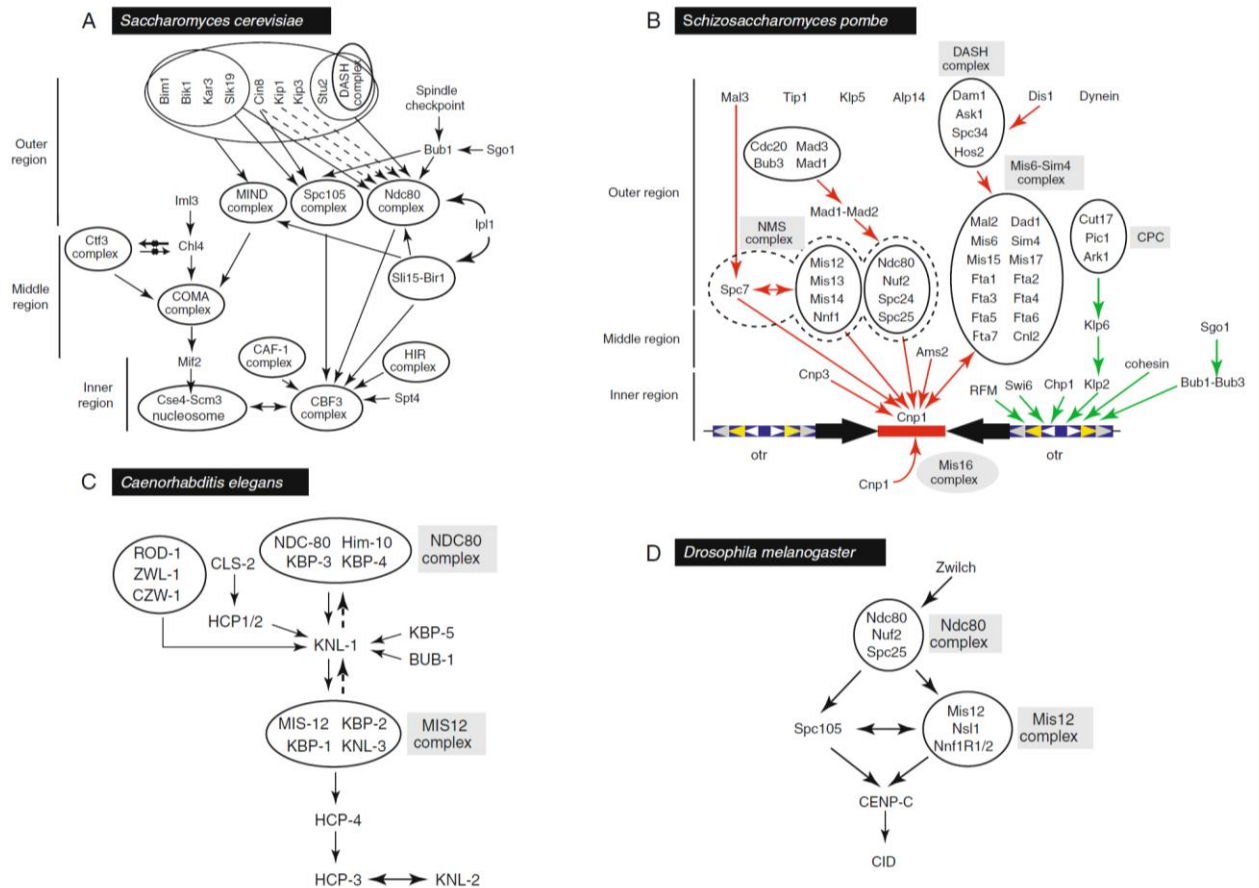 A
Saccharomyces cerevisiae
Bim1
Bik1
Kar3
Slk19
Cin8
Kip1
Kip3
Stu2
DASH
complex
Spindle
checkpoint
Outer
region
Bub1
Sgo1
MIND
complex
Spc105
complex
Ndc80
complex
Iml3
Ipl1
Ctf3
complex
Chl4
Middle
region
Sli15-Bir1
COMA
complex
Mif2
CAF-1
complex
HIR
complex
Inner
region
Cse4-Scm3
nucleosome
CBF3
complex
Spt4
B
Schizosaccharomyces pombe
DASH
complex
Mal3
Tip1
Klp5
Alp14
Dam1
Ask1
Spc34
Hos2
Dis1
Dynein
Cdc20 Mad3
Bub3 Mad1
Outer region
Mis6-Sim4
complex
Mad1-Mad2
NMS
complex
Mal2 Dad1
Mis6 Sim4
Mis15 Mis17
Fta1 Fta2
Fta3 Fta4
Fta5 Fta6
Fta7 Cnl2
Cut17
Pic1
Ark1
CPC
Spc7
Mis12
Mis13
Mis14
Nnf1
Ndc80
Nuf2
Spc24
Spc25
Klp6
Sgo1
Middle region
Ams2
Cnp3
cohesin
Inner region
RFM
Swi6
Chp1
Klp2
Bub1-Bub3
Cnp1
otr
otr
Cnp1
Mis16
complex
C
Caenorhabditis elegans
ROD-1
ZWL-1
CZW-1
CLS-2
NDC-80 Him-10
KBP-3 KBP-4
NDC80
complex
HCP1/2
KNL-1
KBP-5
BUB-1
MIS-12 KBP-2
KBP-1 KNL-3
MIS12
complex
HCP-4
HCP-3
KNL-2
D
Drosophila melanogaster
Zwilch
Ndc80
Nuf2
Spc25
Ndc80
complex
Spc105
Mis12
Nsl1
Nnf1R1/2
Mis12
complex
CENP-C
CID